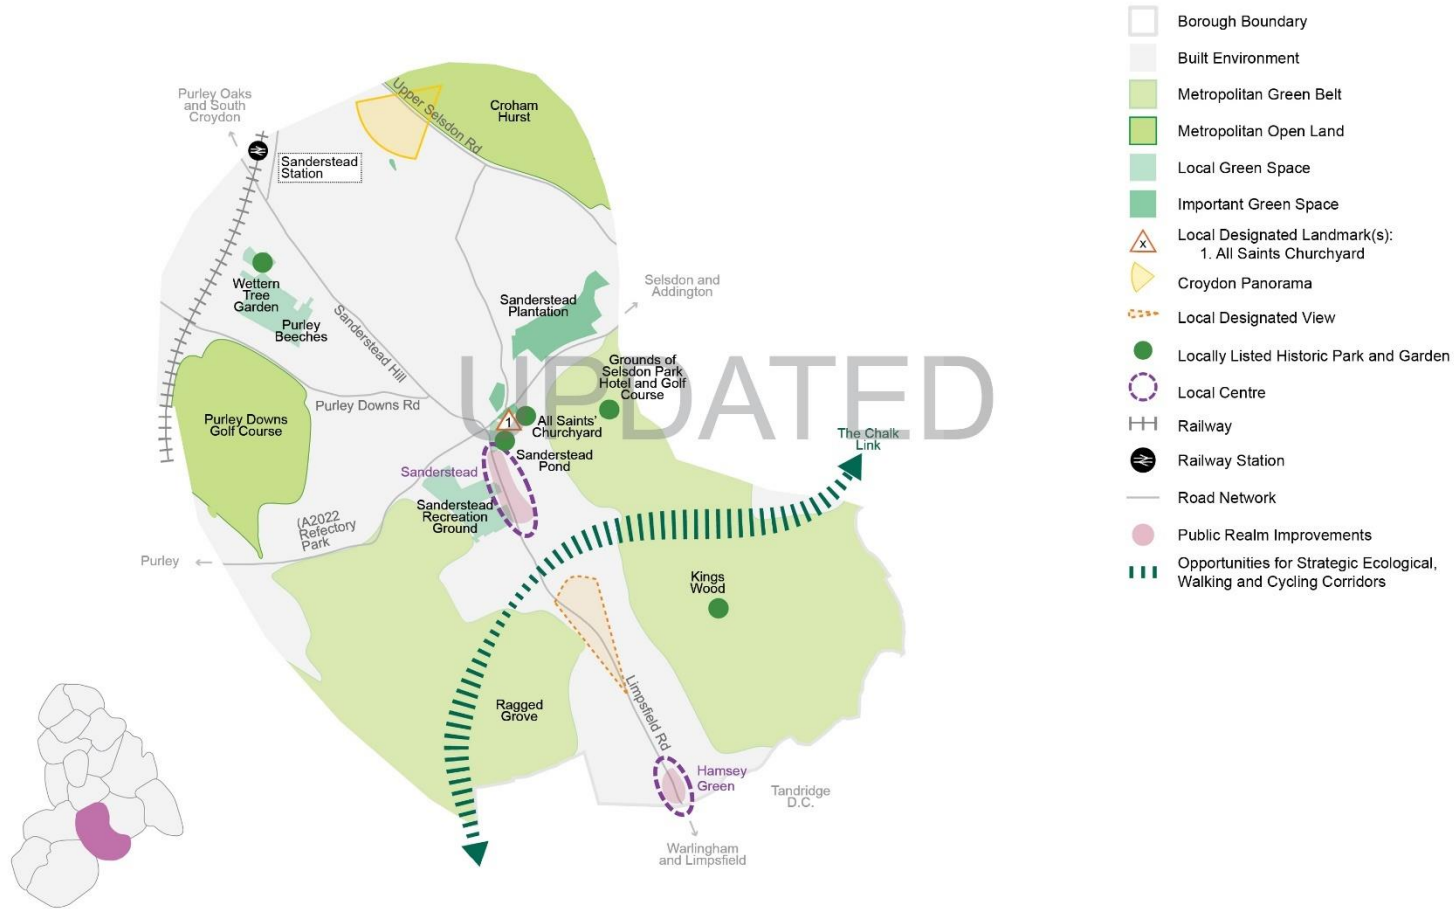 Purley Oaks
and South
Croydon
Sanderstead
Station
Upper Selsdon Rd
Croham
Hurst
Wettern
Tree
Garden
Purley
Beeches
Sanderstead Hill
Sanderstead
Plantation
Selsdon and
Addington
Grounds of
Selsdon Park
Hotel and Golf
Course
UPDATED
Purley Downs Rd
Purley Downs
Golf Course
1
All Saints'
Churchyard
Sanderstead
Pond
Sanderstead
Sanderstead
Recreation
Ground
The Chalk
Link
(A2022
Refectory
Park
Purley
Kings
Wood
Ragged
Grove
Limpsfield Rd
Hamsey
Green
Tandridge
D.C.
Warlingham
and Limpsfield
Borough Boundary
Built Environment
Metropolitan Green Belt
Metropolitan Open Land
Local Green Space
Important Green Space
x
Local Designated Landmark(s):
1. All Saints Churchyard
Croydon Panorama
Local Designated View
Locally Listed Historic Park and Garden
Local Centre
Railway
Railway Station
Road Network
Public Realm Improvements
Opportunities for Strategic Ecological,
Walking and Cycling Corridors